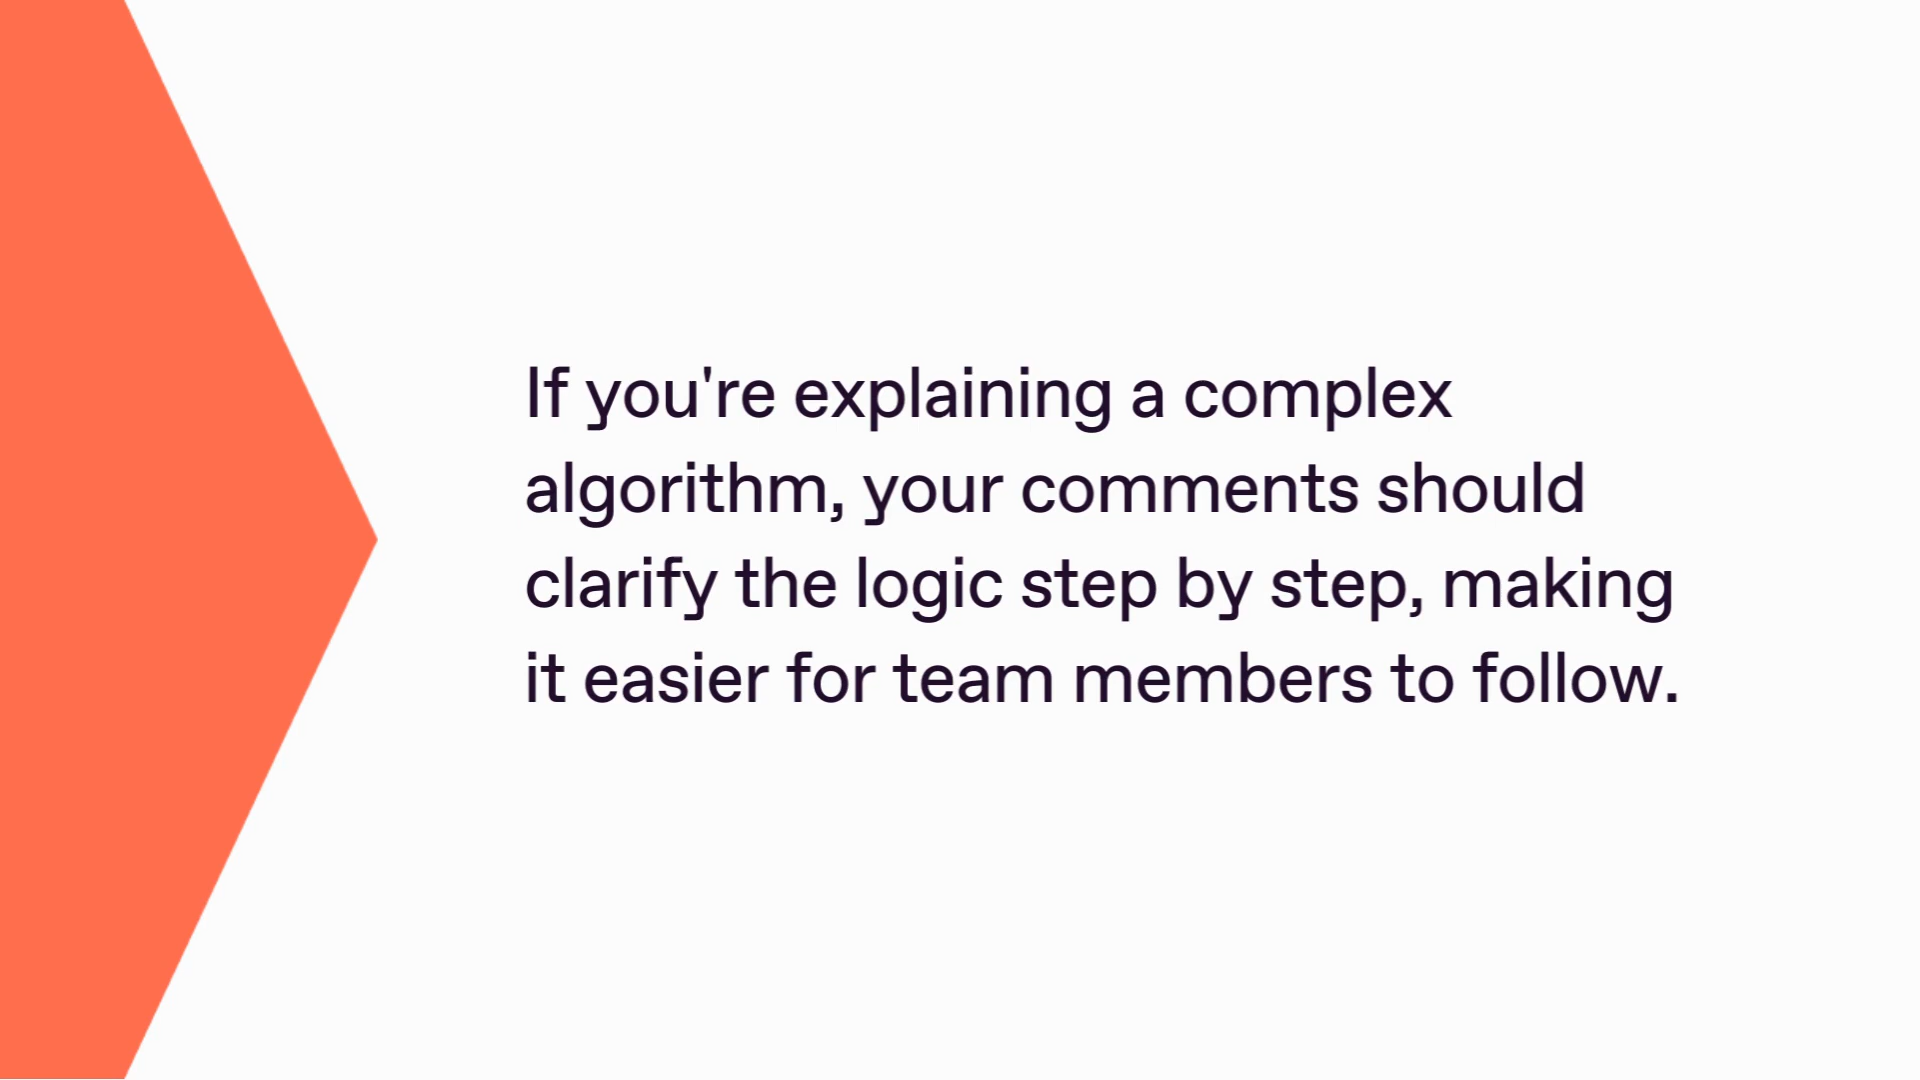 If you're explaining a complex
algorithm, your comments should
clarify the logic step by step, making
it easier for team members to follow.